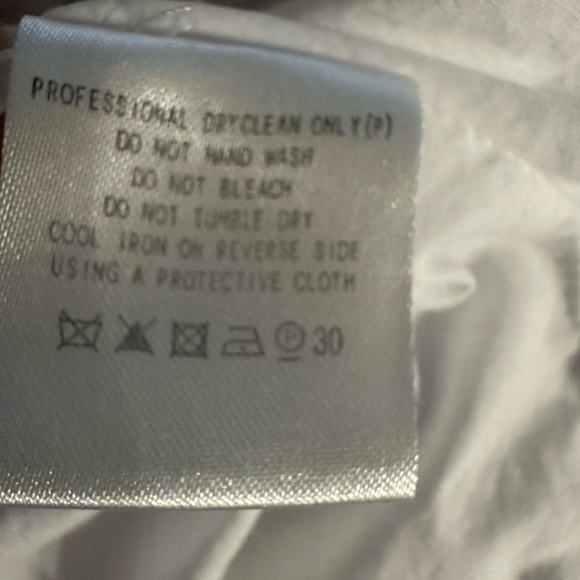 PROFESSIONAL DRYCLEAN ONLY(P)
DO NOT HAND WASH
DO NOT BLEACH
DO NOT TUMBLE DRY
COOL IRON ON REVERSE SIDE
USING A PROTECTIVE CLOTH
P 30